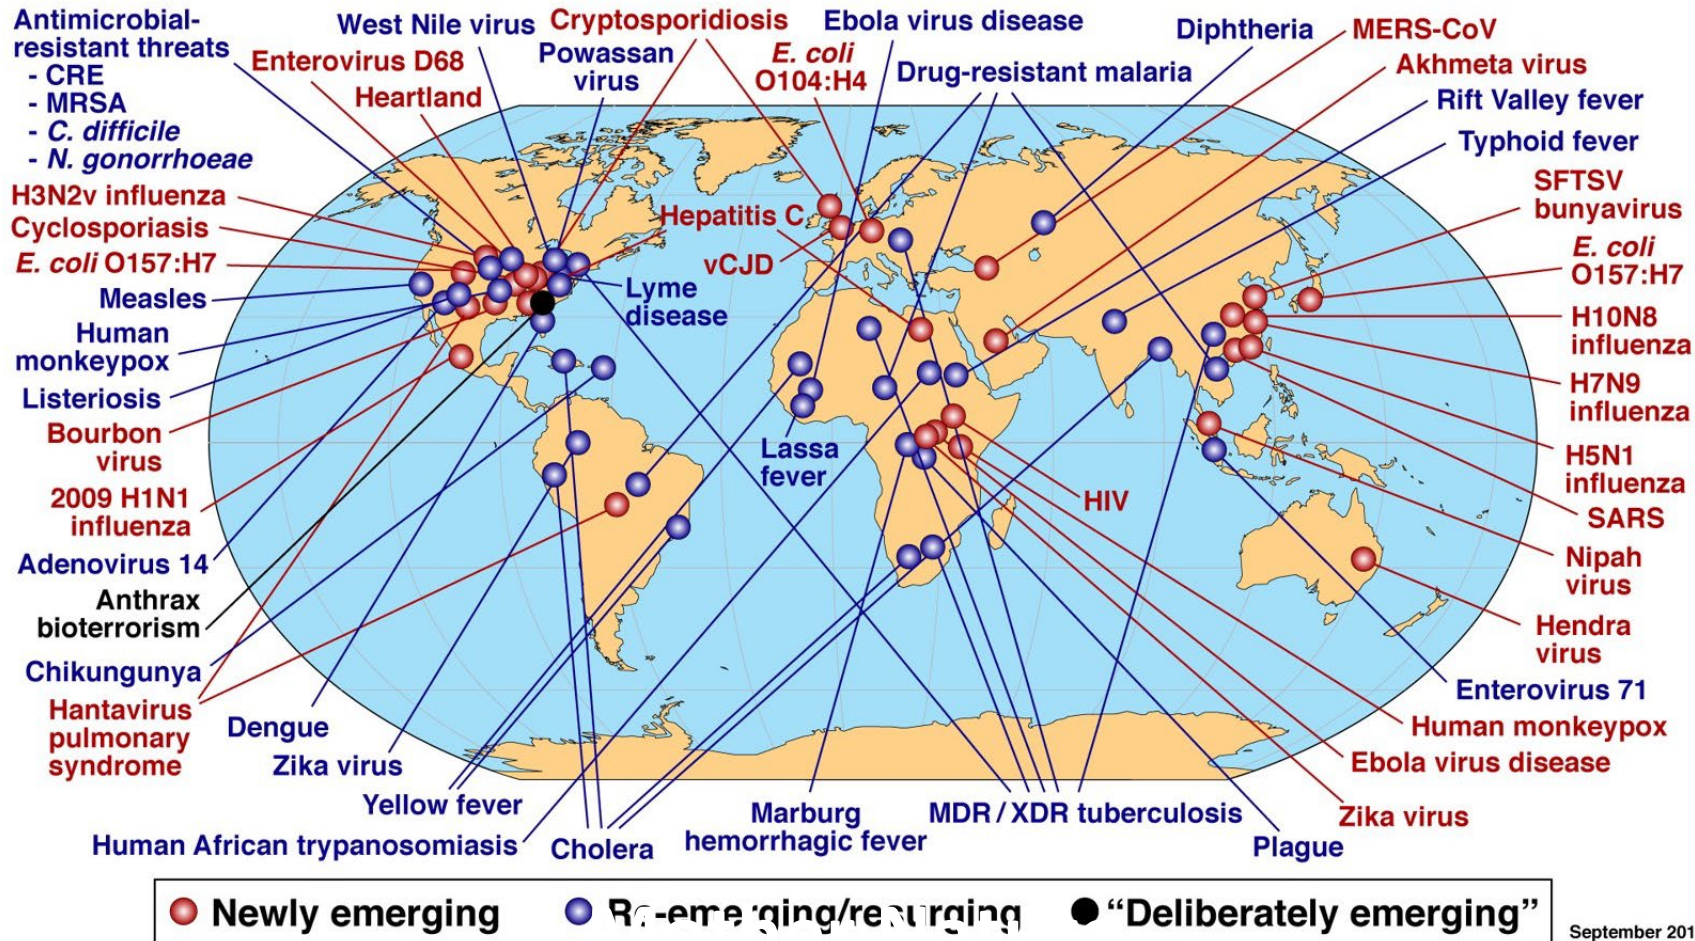 Antimicrobial-
resistant threats
- CRE
- MRSA
- C. difficile
- N. gonorrhoeae
West Nile virus
Cryptosporidiosis
Ebola virus disease
Diphtheria
MERS-CoV
Enterovirus D68
Powassan
virus
E. coli
O104:H4
Drug-resistant malaria
Akhmeta virus
Heartland
Rift Valley fever
Typhoid fever
H3N2v influenza
Cyclosporiasis
E. coli O157:H7
Measles
Human
monkeypox
Listeriosis
Bourbon
virus
2009 H1N1
influenza
Adenovirus 14
Anthrax
bioterrorism
Chikungunya
Hantavirus
pulmonary
syndrome
Hepatitis C
vCJD
Lyme
disease
Lassa
fever
HIV
SFTSV
bunyavirus
E. coli
O157:H7
H10N8
influenza
H7N9
influenza
H5N1
influenza
SARS
Nipah
virus
Hendra
virus
Enterovirus 71
Human monkeypox
Ebola virus disease
Zika virus
Plague
Dengue
Zika virus
Yellow fever
Human African trypanosomiasis
Cholera
Marburg
hemorrhagic fever
MDR / XDR tuberculosis
Newly emerging
Re-emerging/resurging
"Deliberately emerging"
September 201